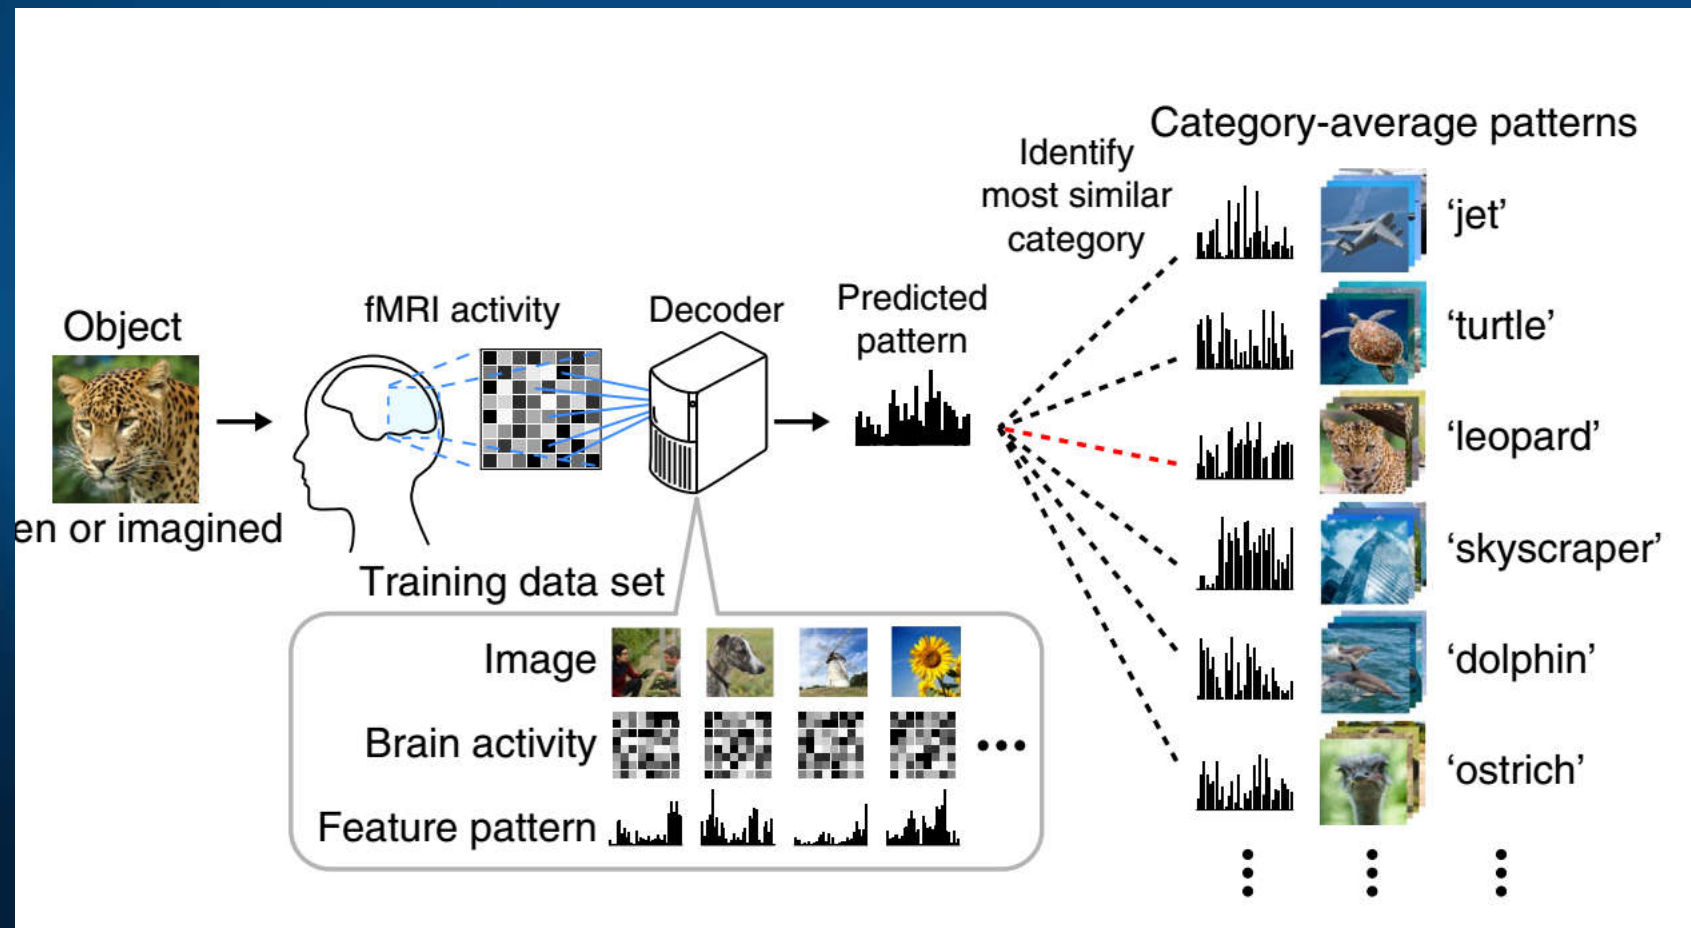 Category-average patterns
Identify
most similar
category
‘jet’
‘turtle’
‘leopard’
‘skyscraper’
‘dolphin’
‘ostrich’
Object
en or imagined
fMRI activity
Decoder
Predicted
pattern
Training data set
Image
Brain activity
Feature pattern